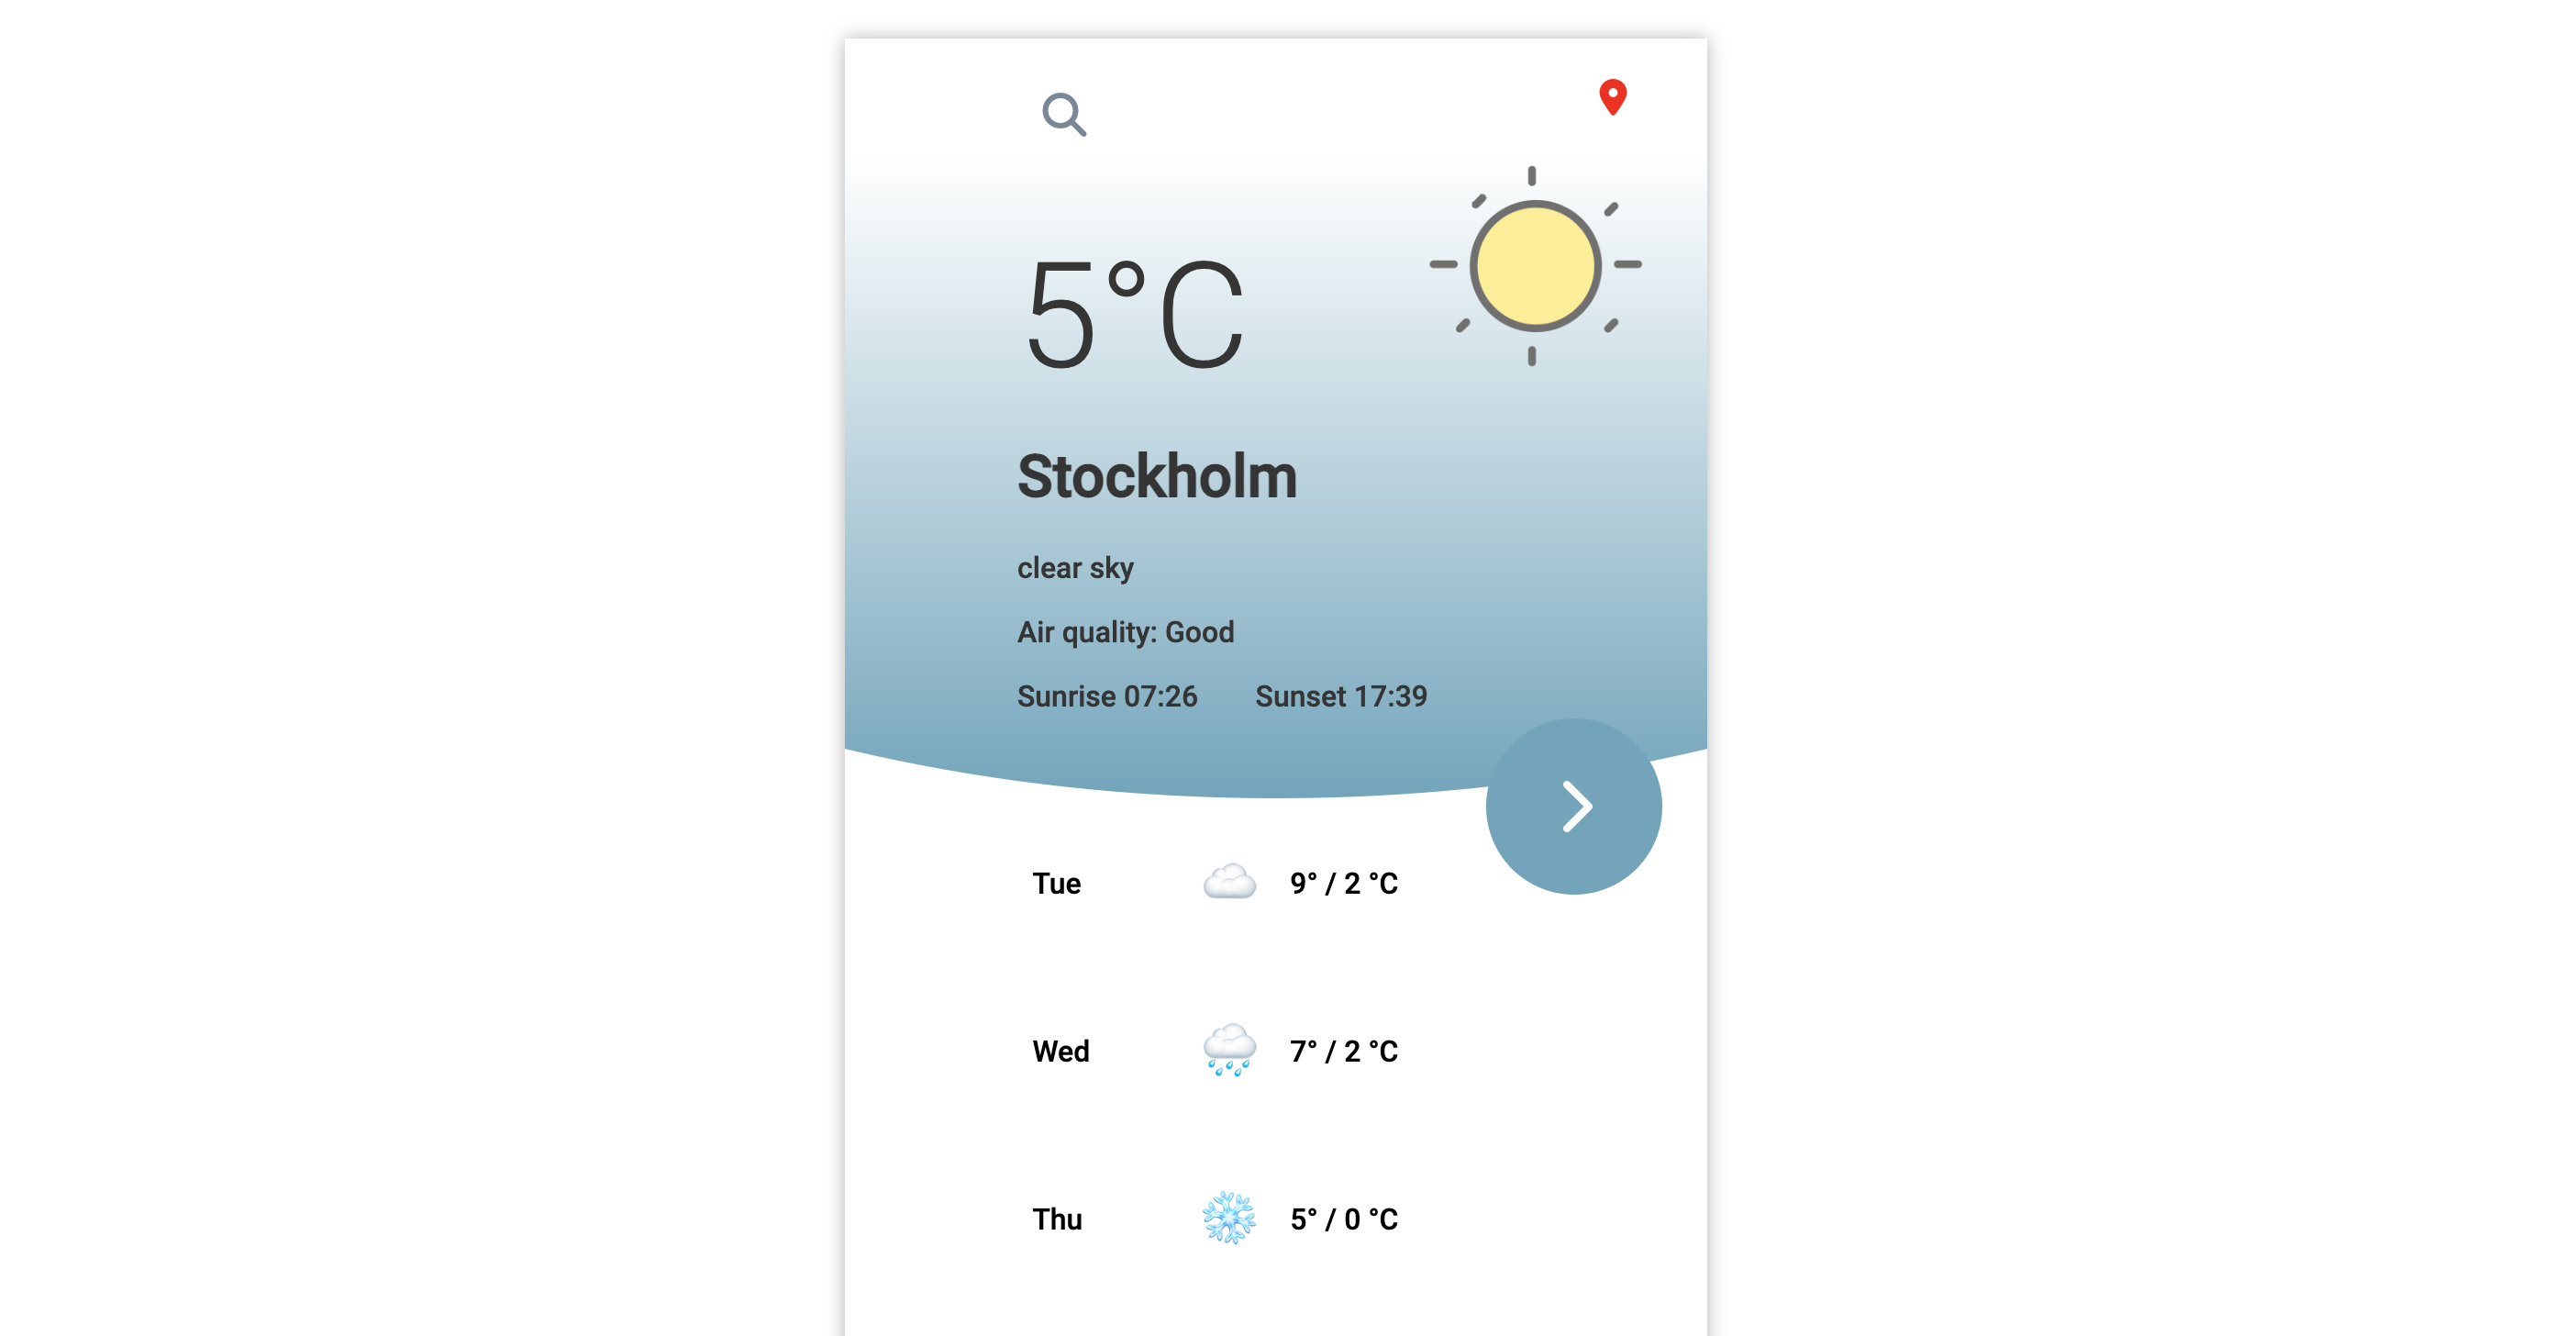 5°C
Stockholm
clear sky
Air quality: Good
Sunrise 07:26 Sunset 17:39
Tue 9° / 2 °C
Wed 7° / 2 °C
Thu 5° / 0 °C